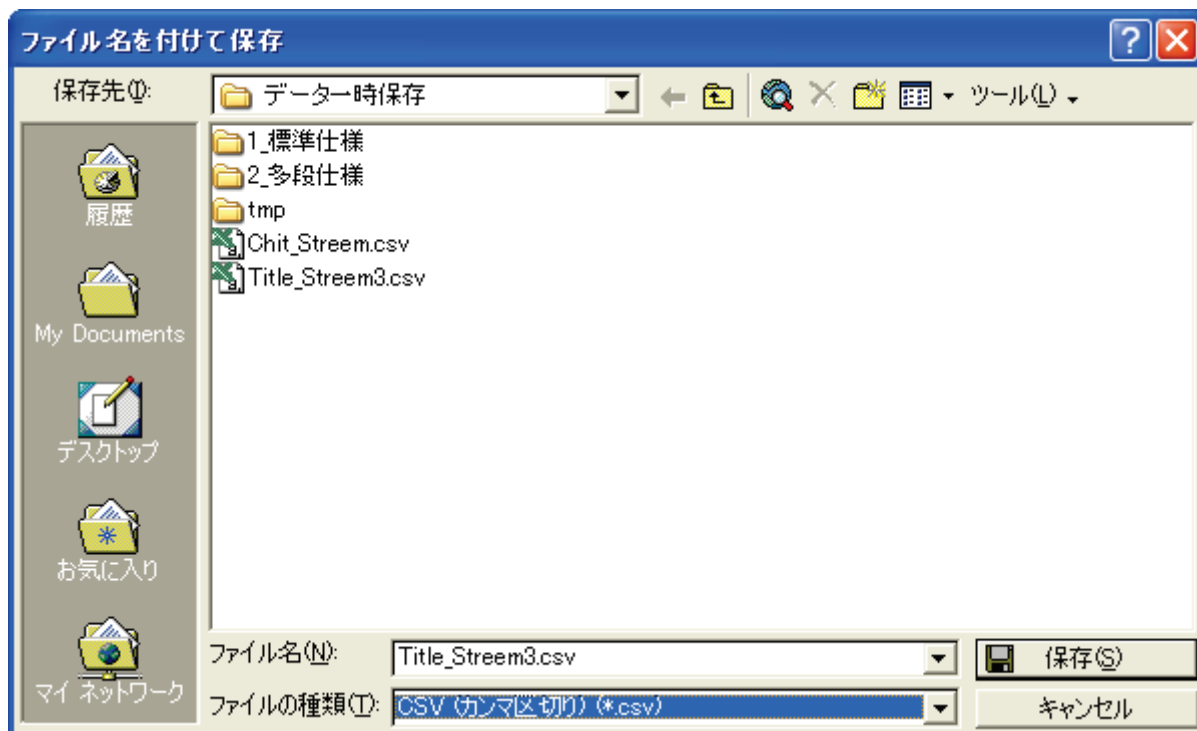 ファイル名を付けて保存
保存先(I):
データ一時保存
ツール(L)
1_標準仕様
2_多段仕様
tmp
Chit_Streem.csv
Title_Streem3.csv
履歴
My Documents
デスクトップ
お気に入り
マイ ネットワーク
ファイル名(N):
Title_Streem3.csv
保存(S)
ファイルの種類(T):
CSV (カンマ区切り) (*.csv)
キャンセル